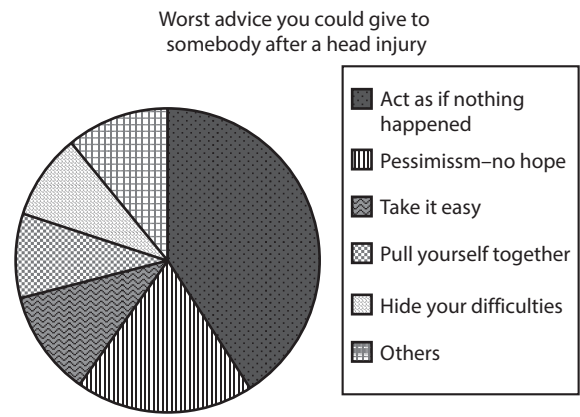 Worst advice you could give to
somebody after a head injury
Act as if nothing
happened
Pessimissm–no hope
Take it easy
Pull yourself together
Hide your difficulties
Others